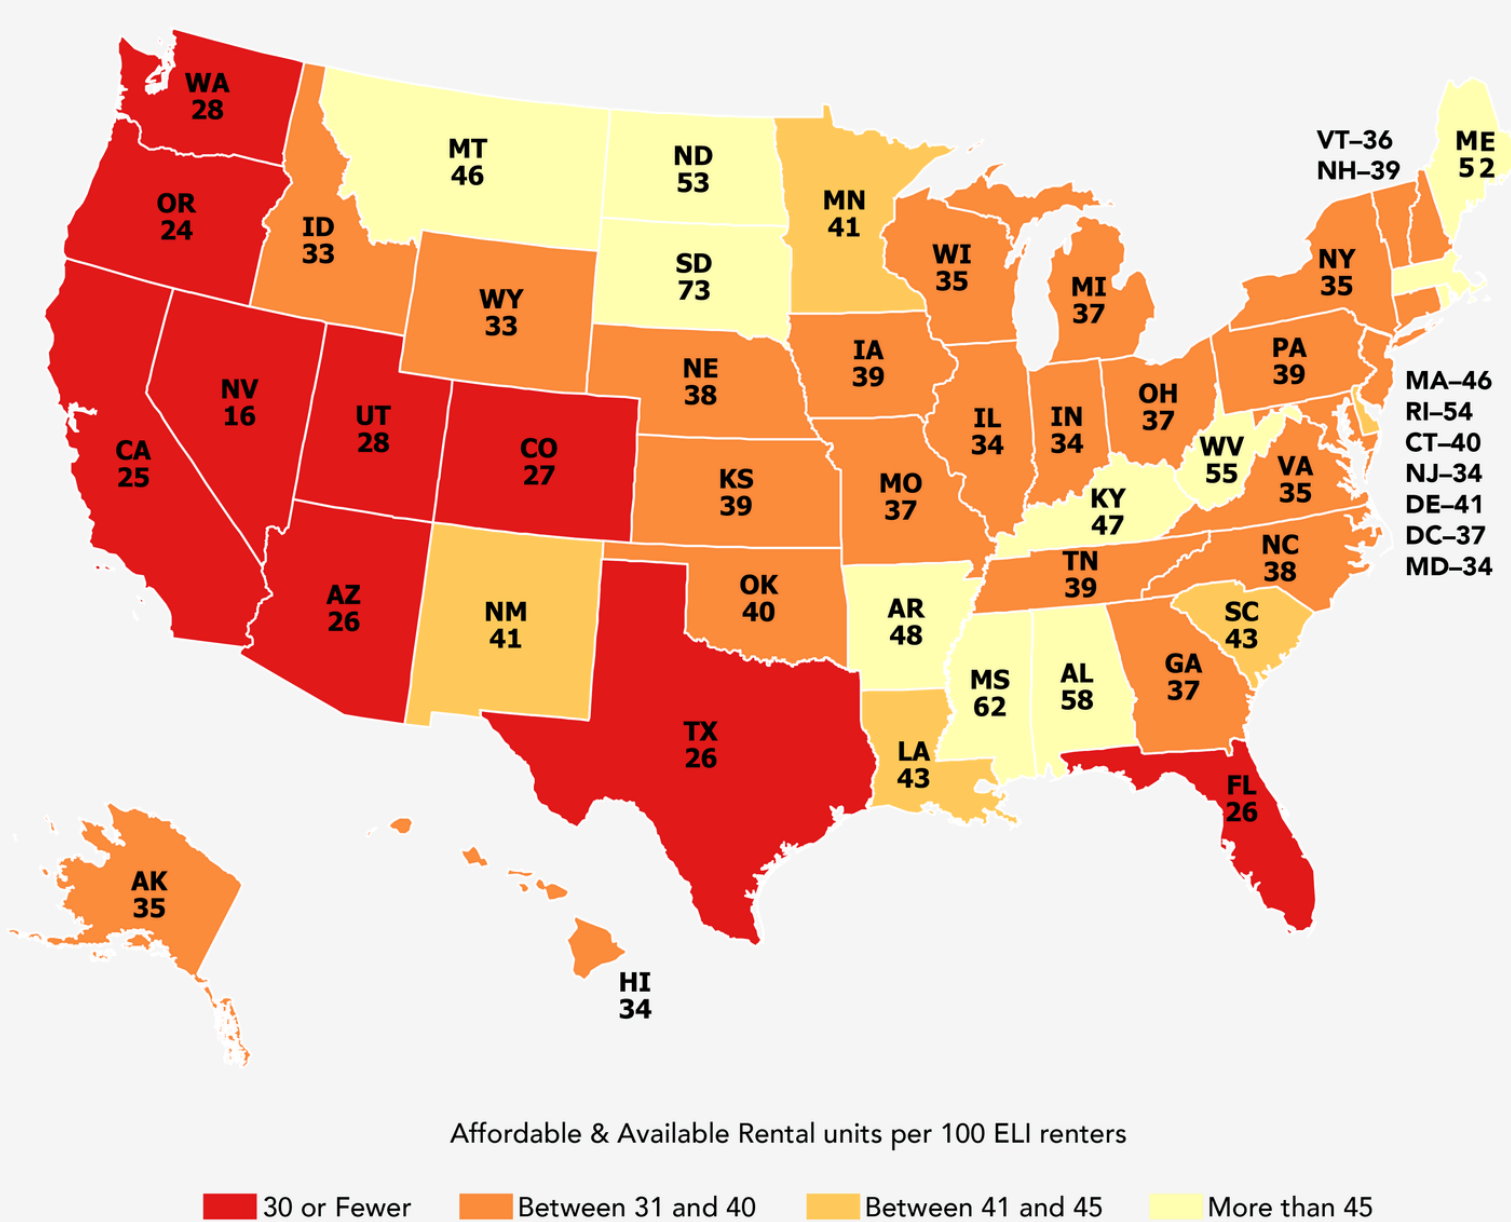 WA
28
OR
24
CA
25
NV
16
ID
33
MT
46
WY
33
UT
28
CO
27
AZ
26
NM
41
ND
53
SD
73
NE
38
KS
39
OK
40
TX
26
MN
41
IA
39
MO
37
AR
48
LA
43
WI
35
IL
34
MI
37
IN
34
OH
37
KY
47
TN
39
MS
62
AL
58
GA
37
FL
26
SC
43
NC
38
VA
35
WV
55
PA
39
NY
35
VT–36
NH–39
ME
52
MA–46
RI–54
CT–40
NJ–34
DE–41
DC–37
MD–34
AK
35
HI
34
Affordable & Available Rental units per 100 ELI renters
30 or Fewer
Between 31 and 40
Between 41 and 45
More than 45